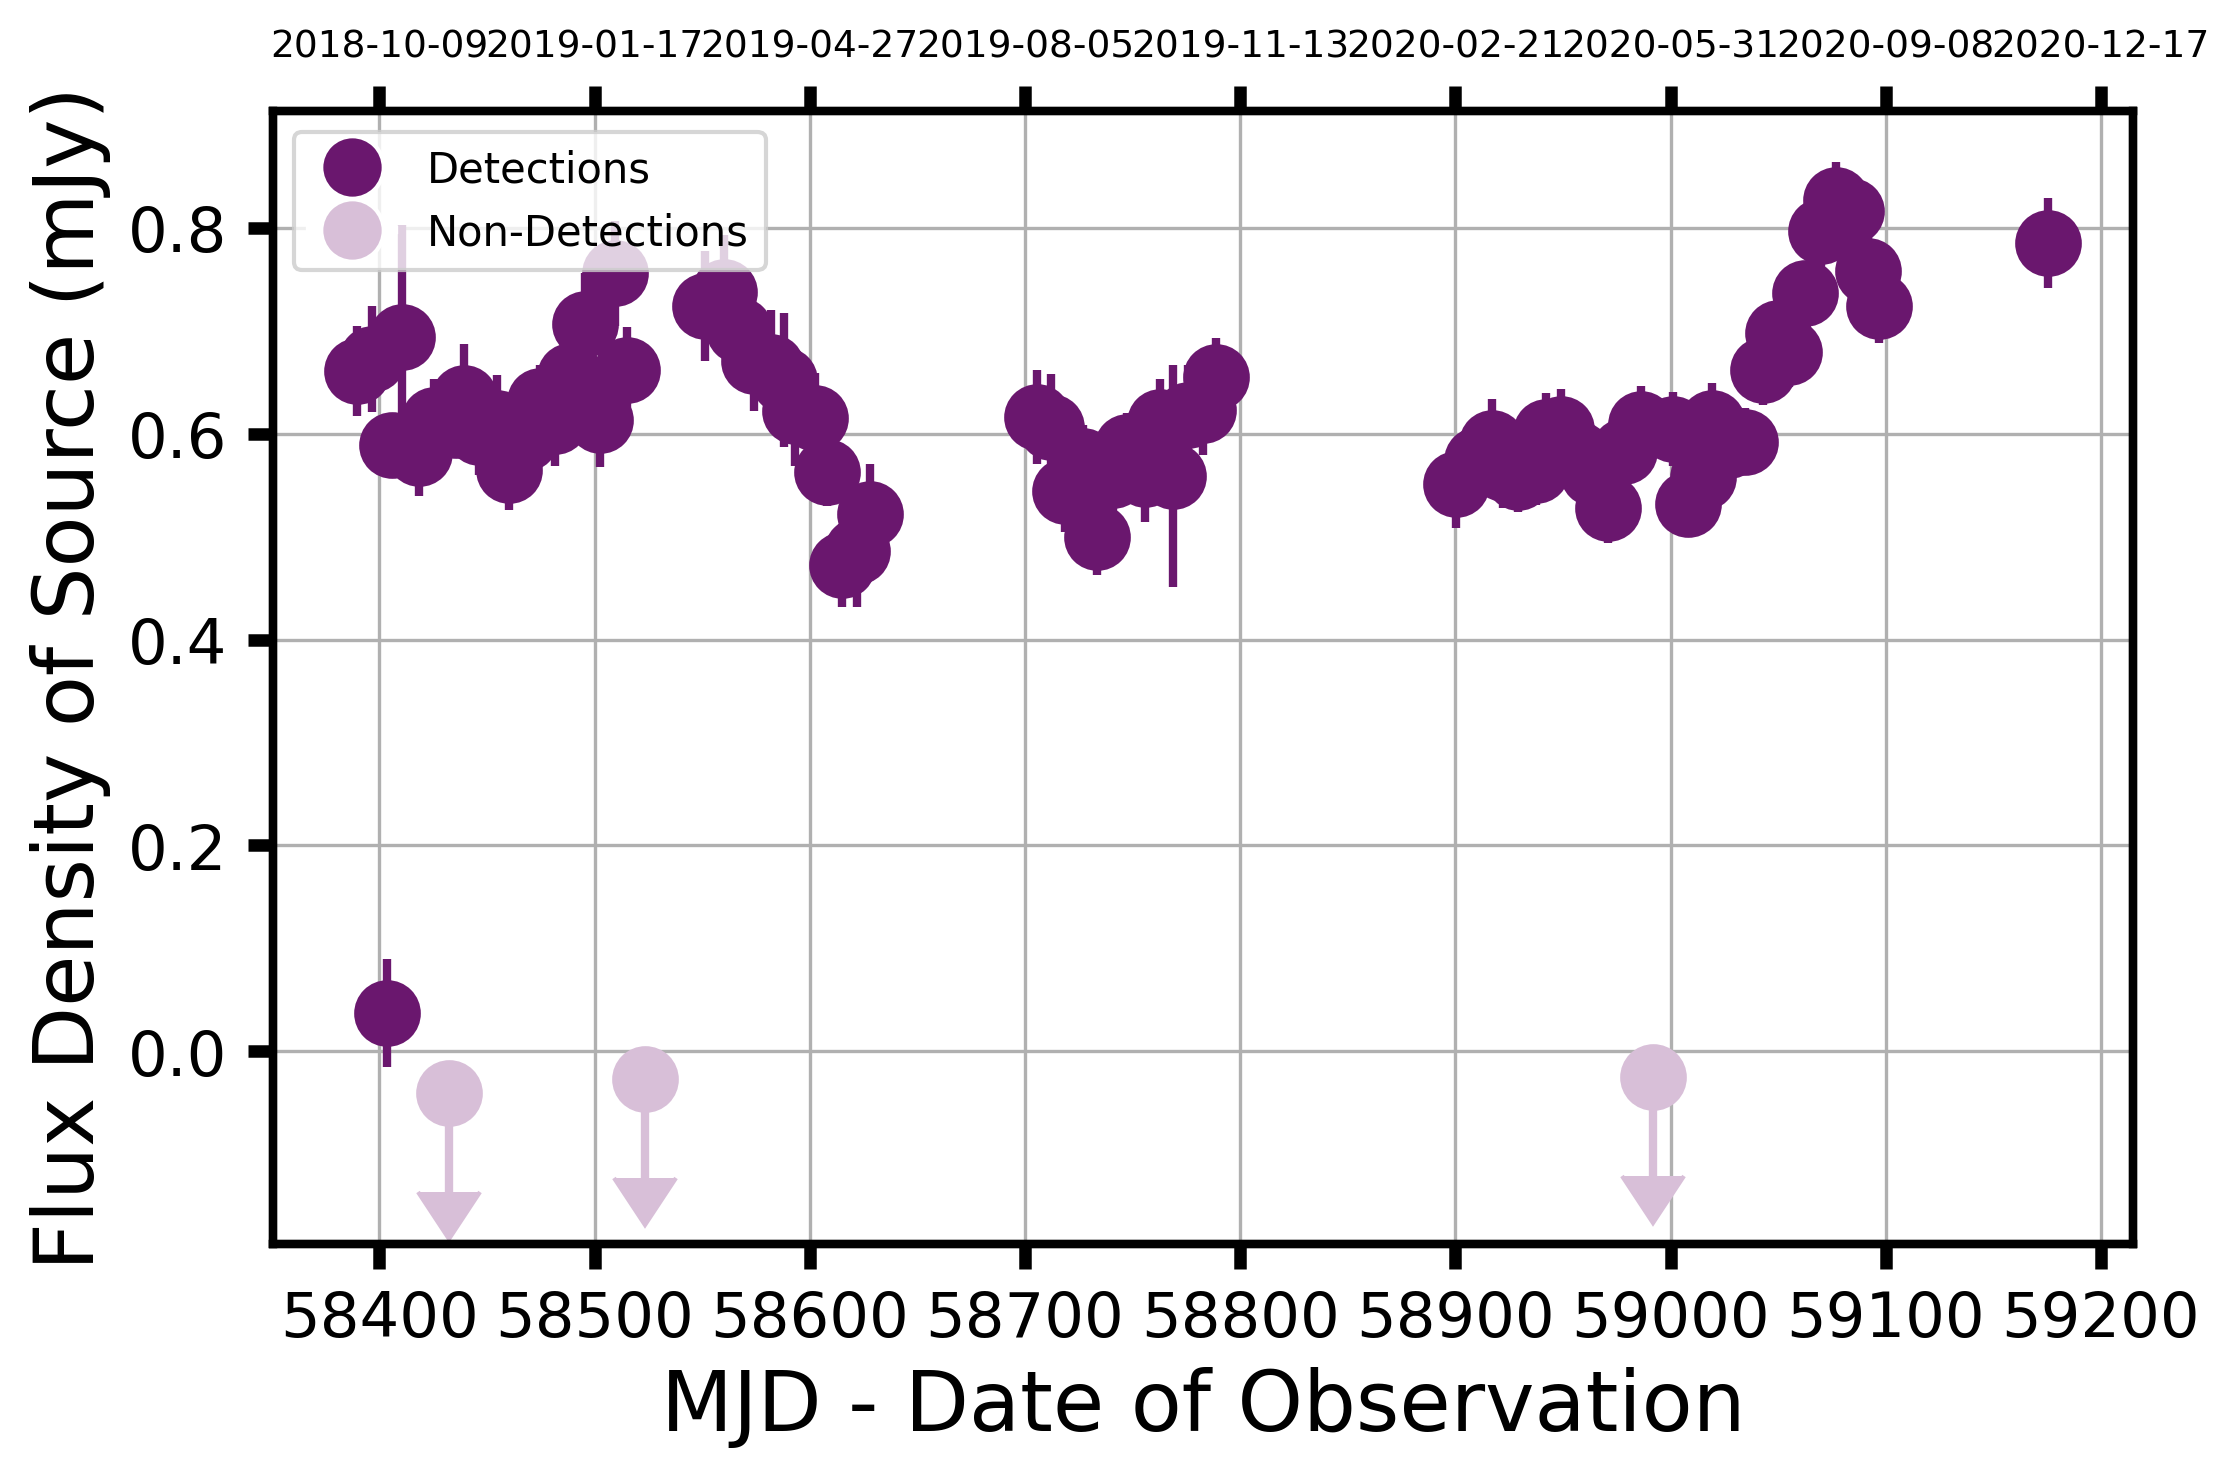 2018-10-09 2019-01-17 2019-04-27 2019-08-05 2019-11-13 2020-02-21 2020-05-31 2020-09-08 2020-12-17
Detections
Non-Detections
Flux Density of Source (mJy)
0.8
0.6
0.4
0.2
0.0
58400 58500 58600 58700 58800 58900 59000 59100 59200
MJD - Date of Observation